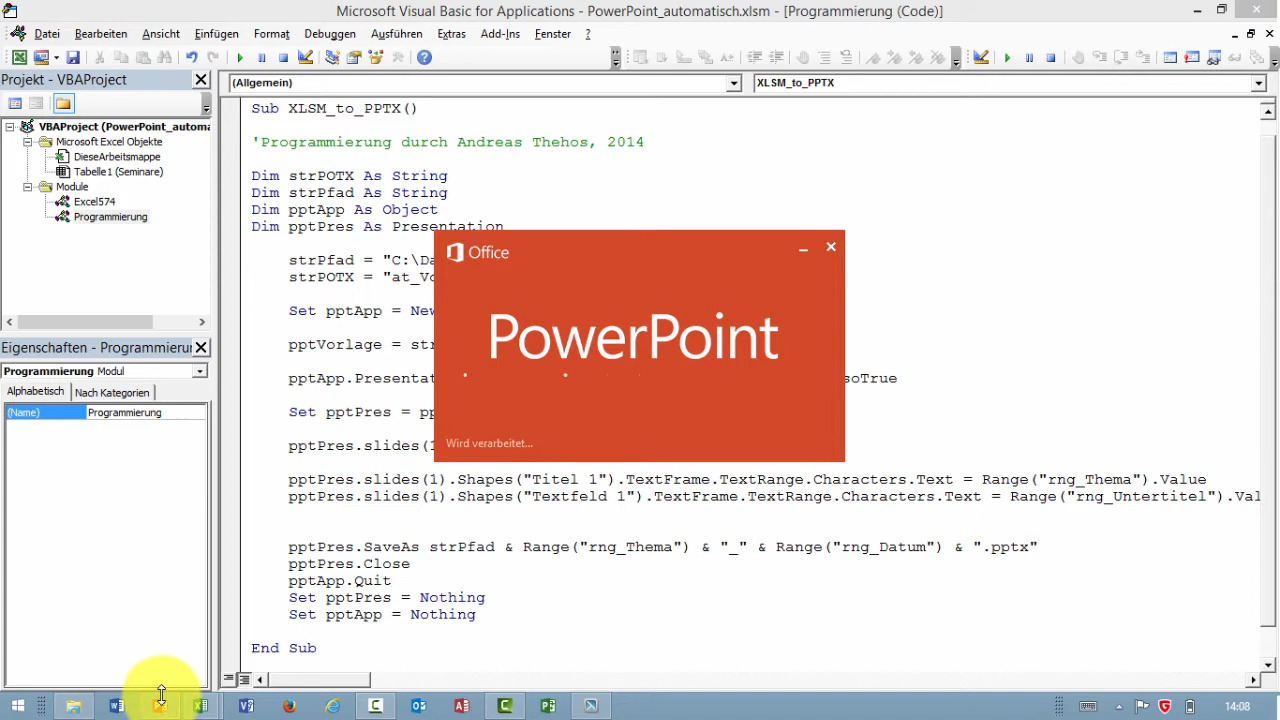 Microsoft Visual Basic for Applications - PowerPoint_automatisch.xlsm - [Programmierung (Code)]
Datei Bearbeiten Ansicht Einfügen Format Debuggen Ausführen Extras Add-Ins Fenster ?
Projekt - VBAProject
(Allgemein)
XLSM_to_PPTX
VBAProject (PowerPoint_automa
Microsoft Excel Objekte
DieseArbeitsmappe
Tabelle1 (Seminare)
Module
Excel574
Programmierung
Eigenschaften - Programmierun
Programmierung Modul
Alphabetisch Nach Kategorien
(Name) Programmierung
Sub XLSM_to_PPTX()
'Programmierung durch Andreas Thehos, 2014
Dim strPOTX As String
Dim strPfad As String
Dim pptApp As Object
Dim pptPres As Presentation
strPfad = "C:\Da
strPOTX = "at_Vo
Set pptApp = New
pptVorlage = str
pptApp.Presentat
soTrue
Set pptPres = pp
pptPres.slides(1
pptPres.slides(1).Shapes("Titel 1").TextFrame.TextRange.Characters.Text = Range("rng_Thema").Value
pptPres.slides(1).Shapes("Textfeld 1").TextFrame.TextRange.Characters.Text = Range("rng_Untertitel").Val
pptPres.SaveAs strPfad & Range("rng_Thema") & "_" & Range("rng_Datum") & ".pptx"
pptPres.Close
pptApp.Quit
Set pptPres = Nothing
Set pptApp = Nothing
End Sub
Office
PowerPoint
Wird verarbeitet...
14:08